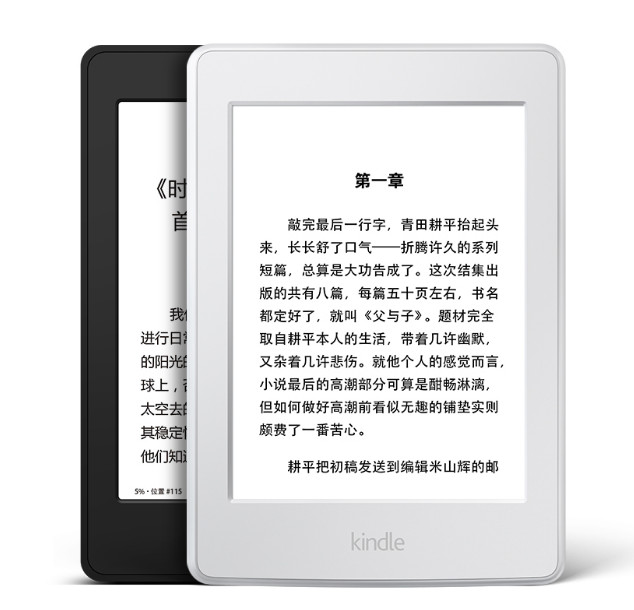 《时
首
我们
进行日常
的阳光的
球上，否
太空去的
其稳定性
他们知道
5% • 位置 #115
第一章
敲完最后一行字，青田耕平抬起头
来，长长舒了口气——折腾许久的系列
短篇，总算是大功告成了。这次结集出
版的共有八篇，每篇五十页左右，书名
都定好了，就叫《父与子》。题材完全
取自耕平本人的生活，带着几许幽默，
又杂着几许悲伤。就他个人的感觉而言，
小说最后的高潮部分可算是酣畅淋漓，
但如何做好高潮前看似无趣的铺垫实则
颇费了一番苦心。
耕平把初稿发送到编辑米山辉的邮
kindle